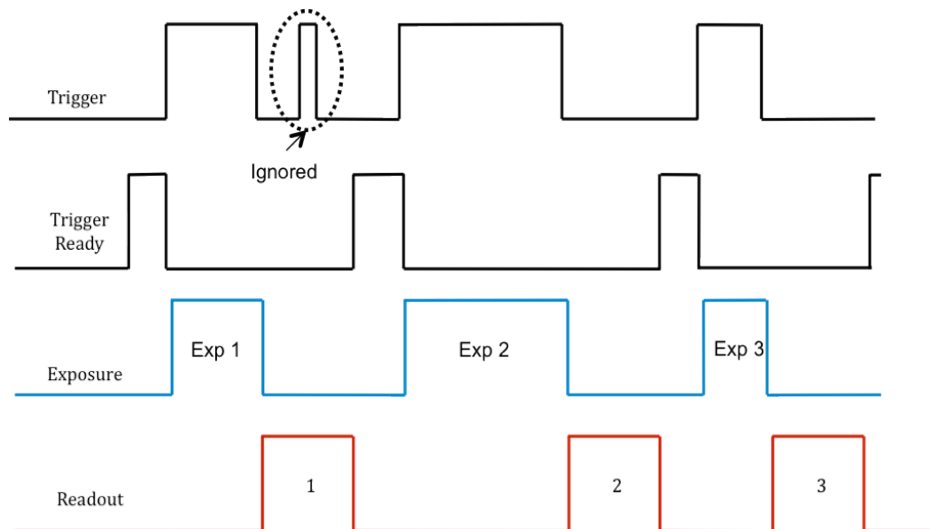 Trigger
Ignored
Trigger
Ready
Exp 1
Exp 2
Exp 3
Exposure
1
2
3
Readout